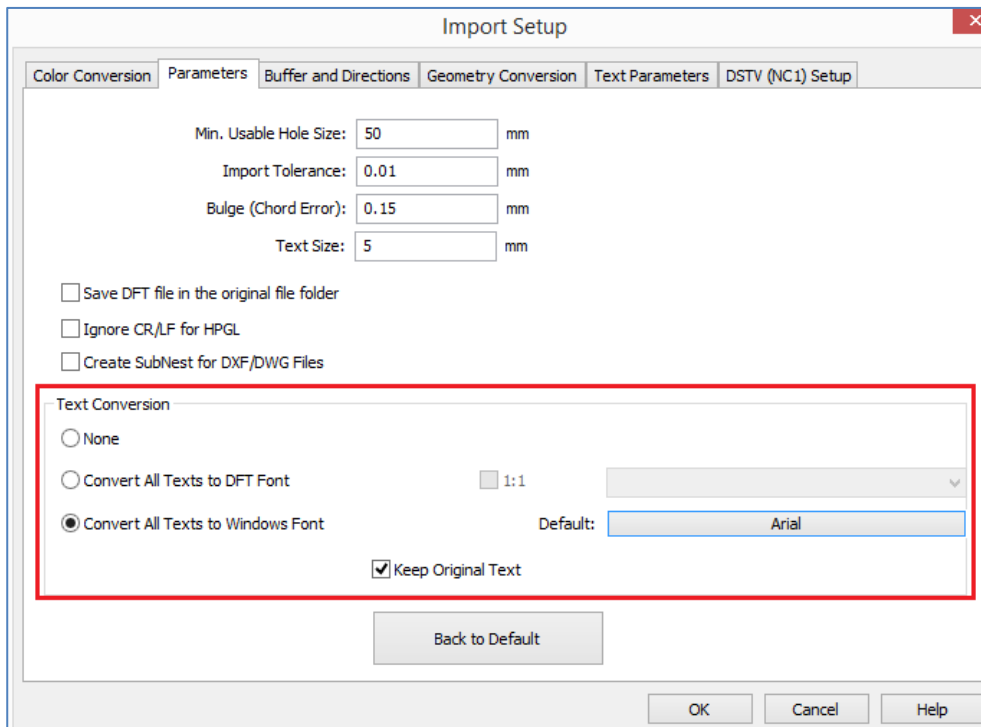 Import Setup
Color Conversion Parameters Buffer and Directions Geometry Conversion Text Parameters DSTV (NC1) Setup
Min. Usable Hole Size: 50 mm
Import Tolerance: 0.01 mm
Bulge (Chord Error): 0.15 mm
Text Size: 5 mm
Save DFT file in the original file folder
Ignore CR/LF for HPGL
Create SubNest for DXF/DWG Files
Text Conversion
None
Convert All Texts to DFT Font 1:1
Convert All Texts to Windows Font Default: Arial
Keep Original Text
Back to Default
OK Cancel Help